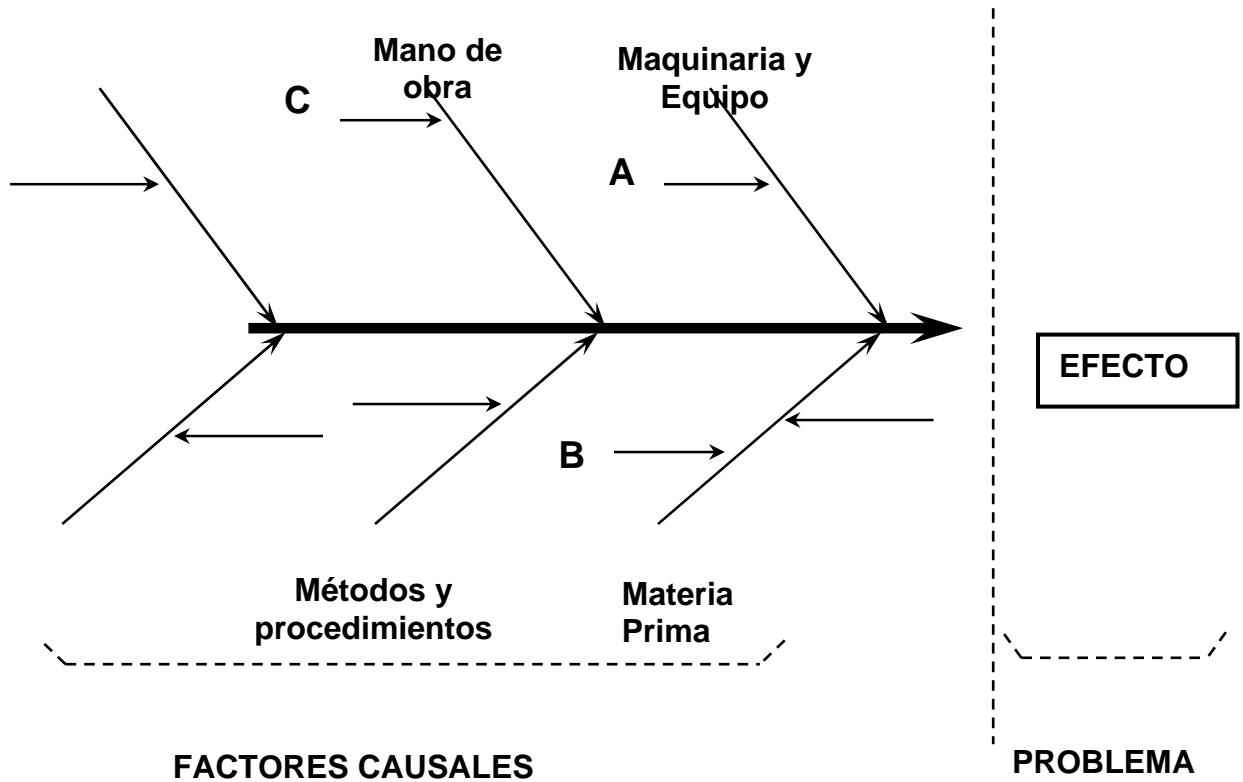 Mano de
obra
Maquinaria y
Equipo
C
A
EFECTO
B
Métodos y
procedimientos
Materia
Prima
FACTORES CAUSALES
PROBLEMA